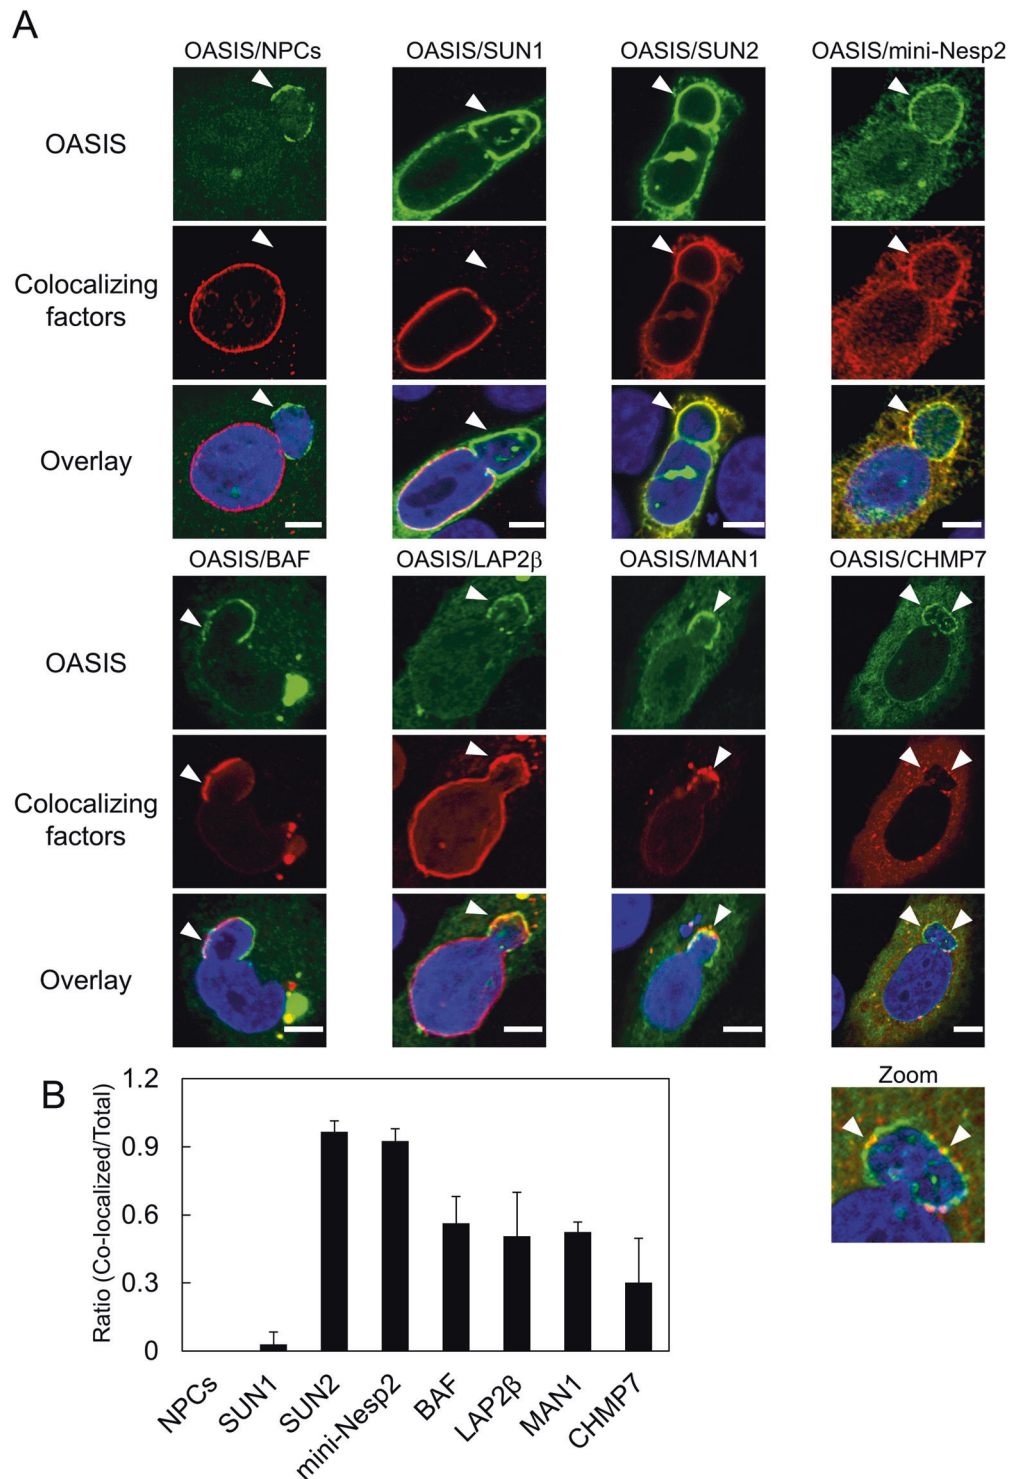 A
OASIS/NPCs OASIS/SUN1 OASIS/SUN2 OASIS/mini-Nesp2
OASIS
Colocalizing
factors
Overlay
OASIS/BAF OASIS/LAP2β OASIS/MAN1 OASIS/CHMP7
OASIS
Colocalizing
factors
Overlay
Zoom
B
Ratio (Co-localized/Total)
1.2
0.9
0.6
0.3
0
NPCs SUN1 SUN2 mini-Nesp2 BAF LAP2β MAN1 CHMP7